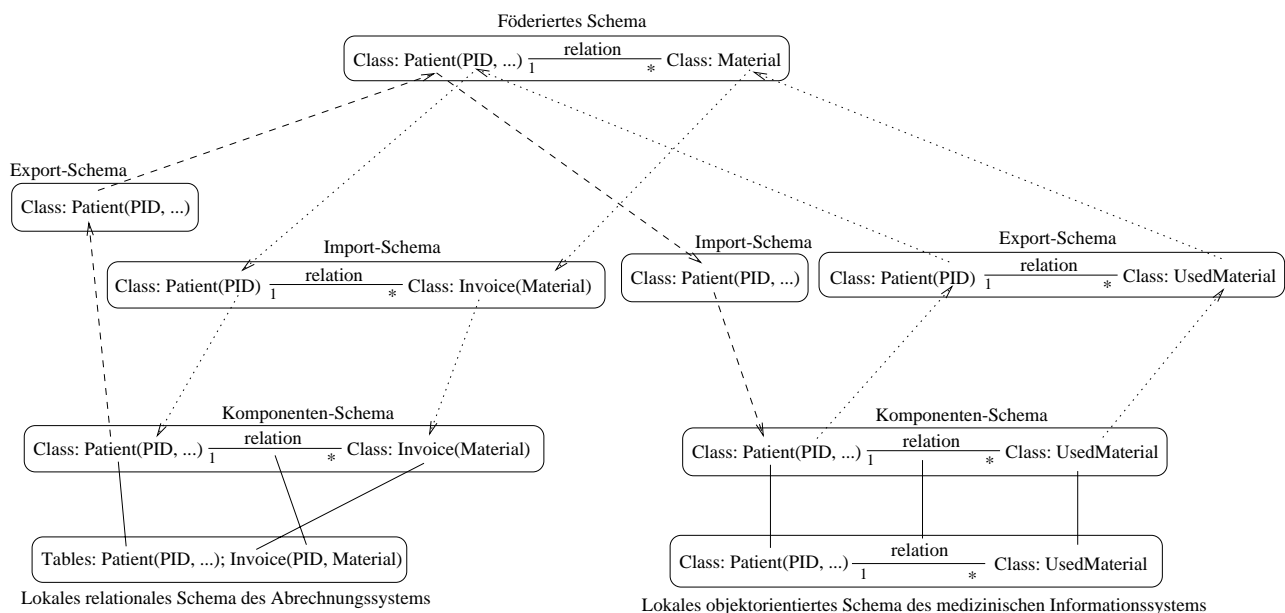 Föderiertes Schema
Class: Patient(PID, ...) relation 1 * Class: Material
Export-Schema
Class: Patient(PID, ...)
Import-Schema
Class: Patient(PID) relation 1 * Class: Invoice(Material)
Import-Schema
Class: Patient(PID, ...)
Export-Schema
Class: Patient(PID) relation 1 * Class: UsedMaterial
Komponenten-Schema
Class: Patient(PID, ...) relation 1 * Class: Invoice(Material)
Komponenten-Schema
Class: Patient(PID, ...) relation 1 * Class: UsedMaterial
Tables: Patient(PID, ...); Invoice(PID, Material)
Lokales relationales Schema des Abrechnungssystems
Class: Patient(PID, ...) relation 1 * Class: UsedMaterial
Lokales objektorientiertes Schema des medizinischen Informationssystems